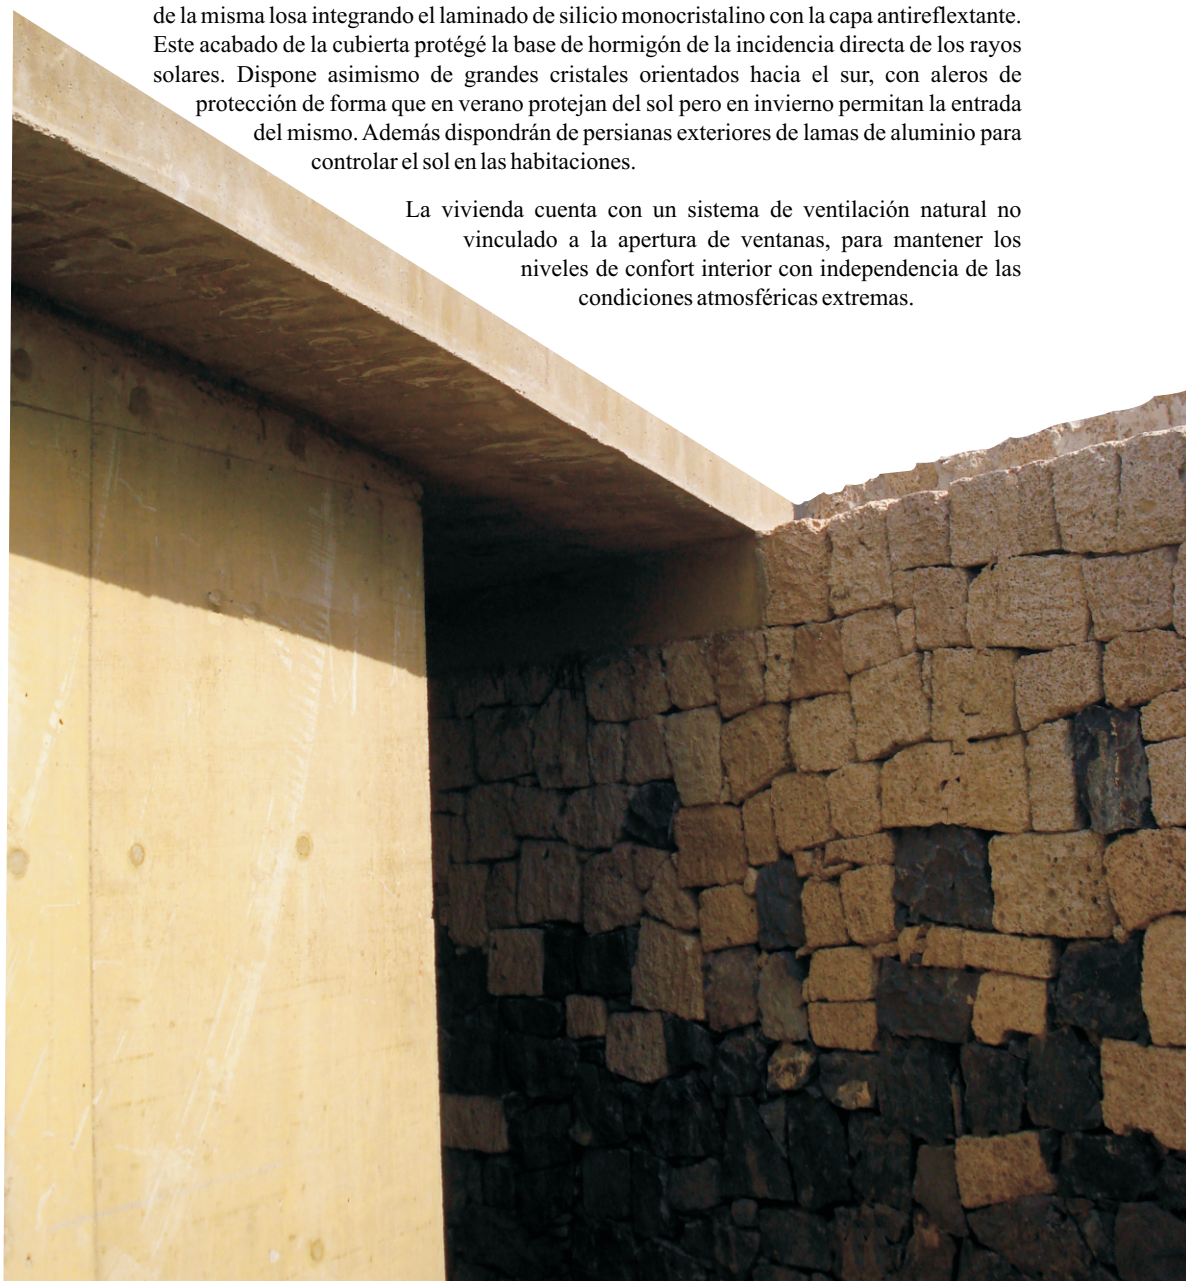 de la misma losa integrando el laminado de silicio monocristalino con la capa antireflextante.
Este acabado de la cubierta protégé la base de hormigón de la incidencia directa de los rayos
solares. Dispone asimismo de grandes cristales orientados hacia el sur, con aleros de
protección de forma que en verano protejan del sol pero en invierno permitan la entrada
del mismo. Además dispondrán de persianas exteriores de lamas de aluminio para
controlar el sol en las habitaciones.
La vivienda cuenta con un sistema de ventilación natural no
vinculado a la apertura de ventanas, para mantener los
niveles de confort interior con independencia de las
condiciones atmosféricas extremas.